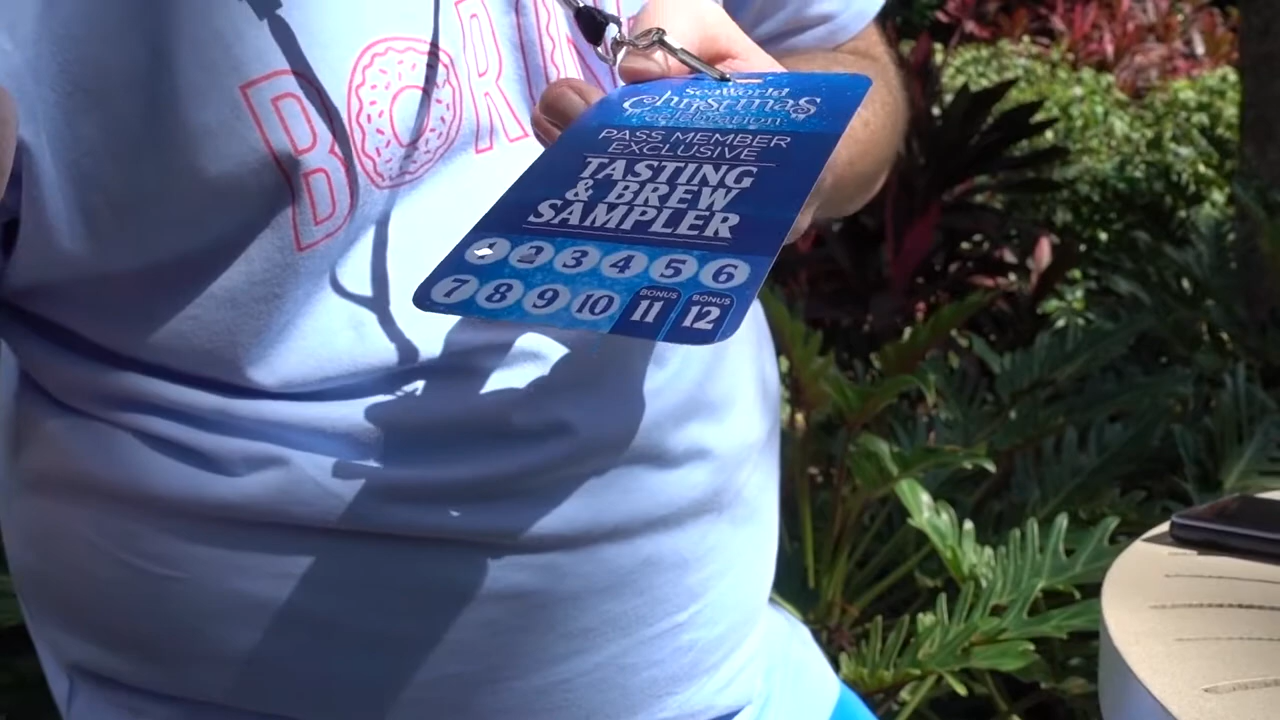 BORIN
SeaWorld
Christmas
Celebration
PASS MEMBER
EXCLUSIVE
TASTING
& BREW
SAMPLER
2 3 4 5 6
7 8 9 10 BONUS 11 BONUS 12